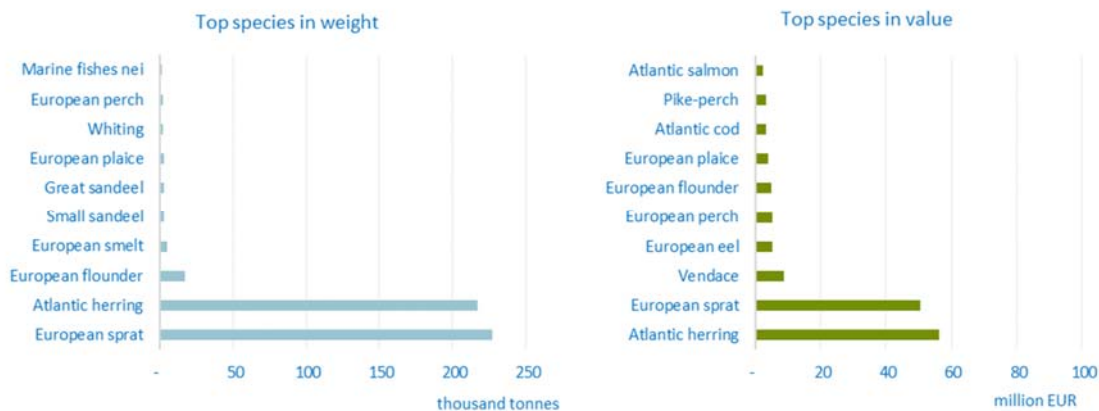 Top species in weight
Marine fishes nei
European perch
Whiting
European plaice
Great sandeel
Small sandeel
European smelt
European flounder
Atlantic herring
European sprat
- 50 100 150 200 250
thousand tonnes
Top species in value
Atlantic salmon
Pike-perch
Atlantic cod
European plaice
European flounder
European perch
European eel
Vendace
European sprat
Atlantic herring
- 20 40 60 80 100
million EUR